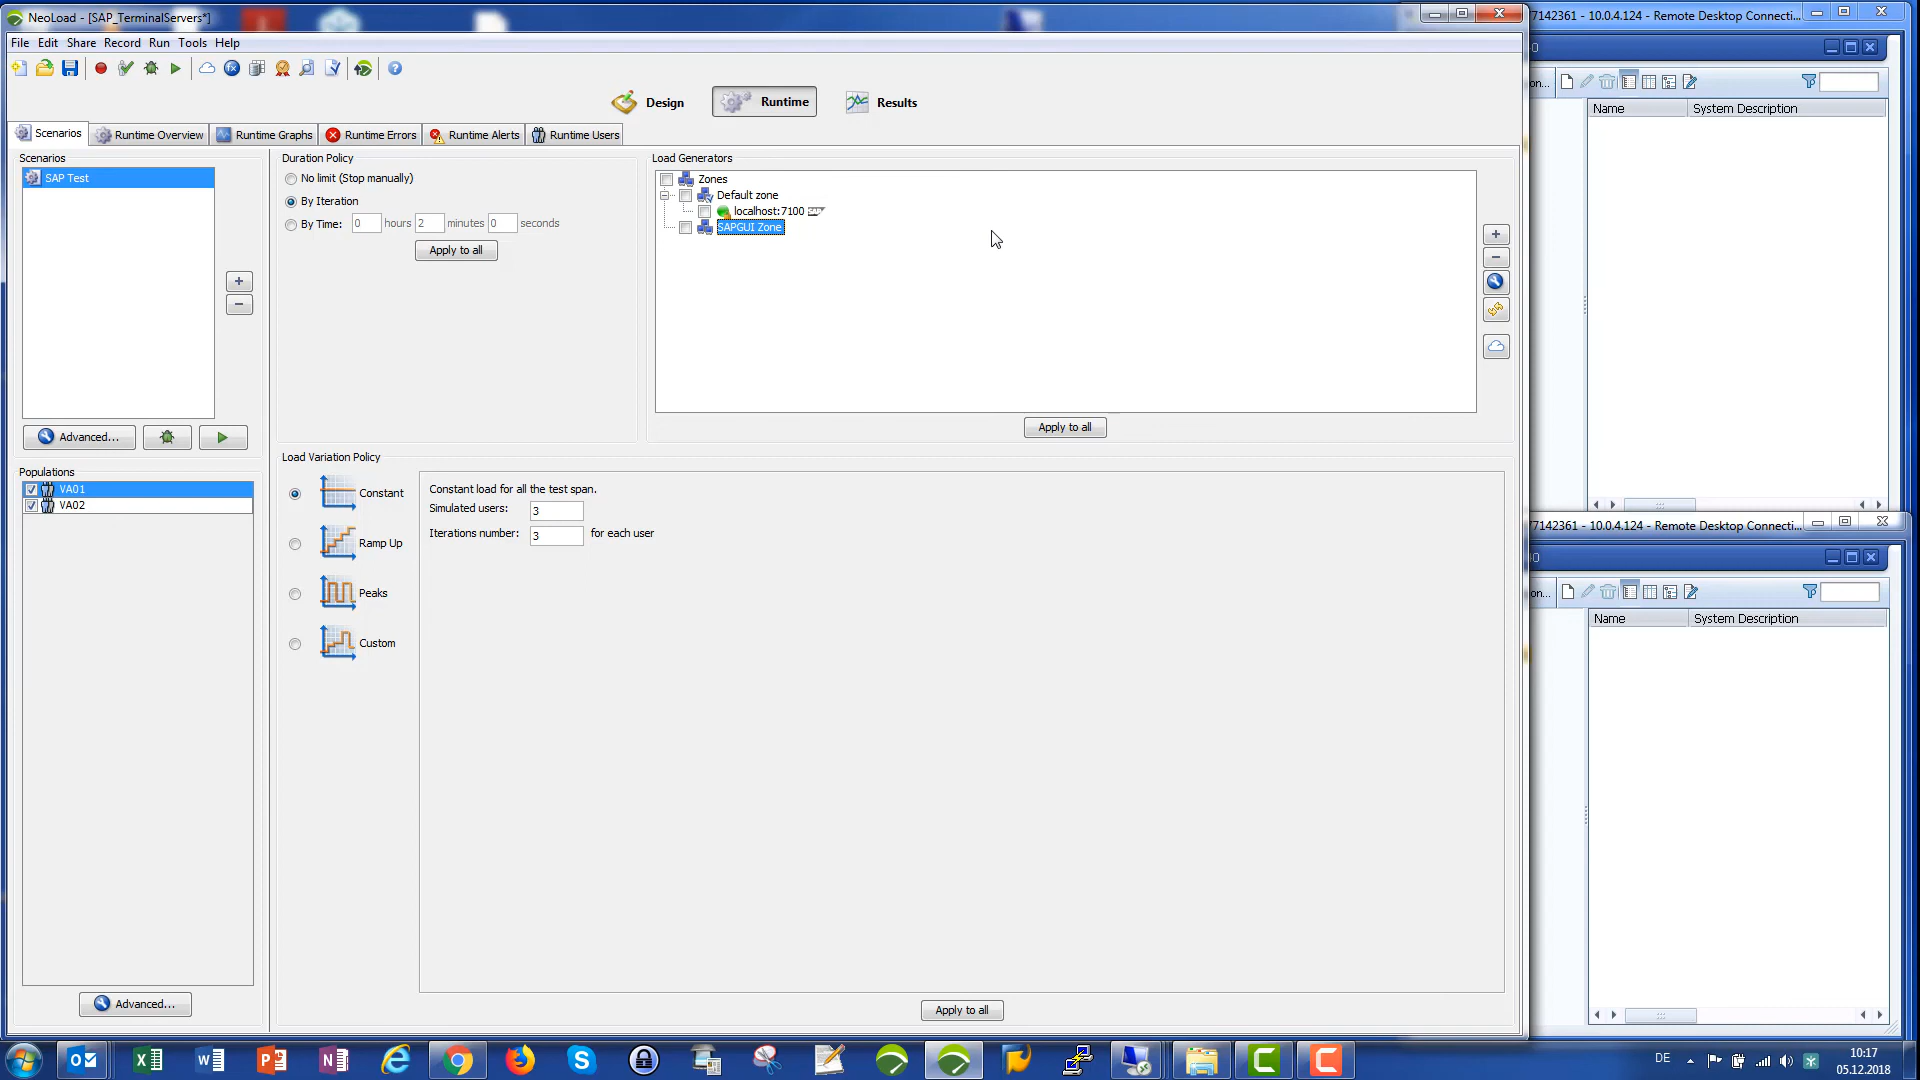 NeoLoad - [SAP_TerminalServers*]
File Edit Share Record Run Tools Help
Design Runtime Results
Scenarios Runtime Overview Runtime Graphs Runtime Errors Runtime Alerts Runtime Users
Scenarios
SAP Test
Advanced...
Populations
VA01
VA02
Advanced...
Duration Policy
No limit (Stop manually)
By Iteration
By Time: 0 hours 2 minutes 0 seconds
Apply to all
Load Generators
Zones
Default zone
localhost:7100 SAP
SAPGUI Zone
Apply to all
Load Variation Policy
Constant
Ramp Up
Peaks
Custom
Constant load for all the test span.
Simulated users: 3
Iterations number: 3 for each user
Apply to all
77142361 - 10.0.4.124 - Remote Desktop Connecti...
on...
Name System Description
77142361 - 10.0.4.124 - Remote Desktop Connecti...
on...
Name System Description
DE
10:17
05.12.2018